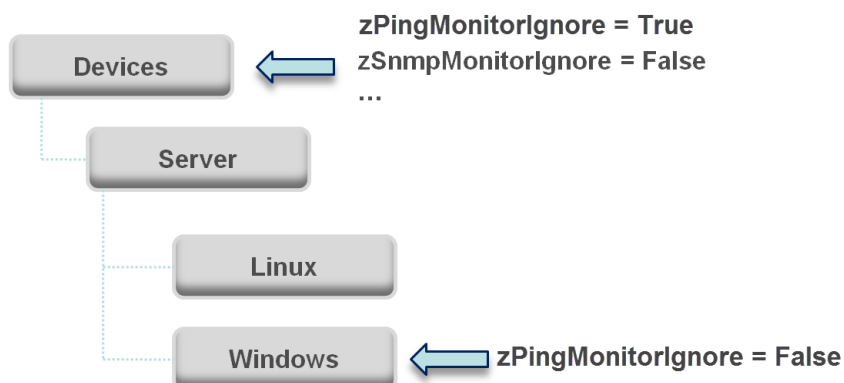 zPingMonitorIgnore = True
Devices
zSnmpMonitorIgnore = False
...
Server
Linux
Windows
zPingMonitorIgnore = False